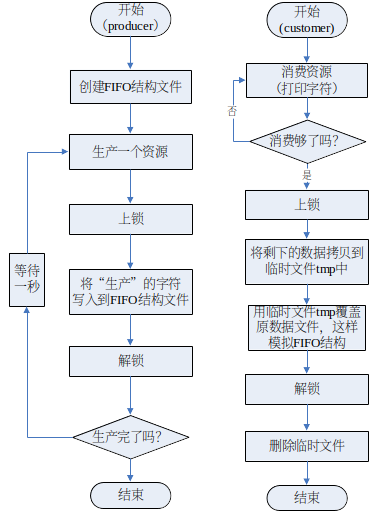 开始
（producer）
创建FIFO结构文件
生产一个资源
上锁
等待
一秒
将“生产”的字符
写入到FIFO结构文件
解锁
生产完了吗？
结束
开始
(customer)
消费资源
（打印字符）
否
消费够了吗？
是
上锁
将剩下的数据拷贝到
临时文件tmp中
用临时文件tmp覆盖
原数据文件，这样
模拟FIFO结构
解锁
删除临时文件
结束